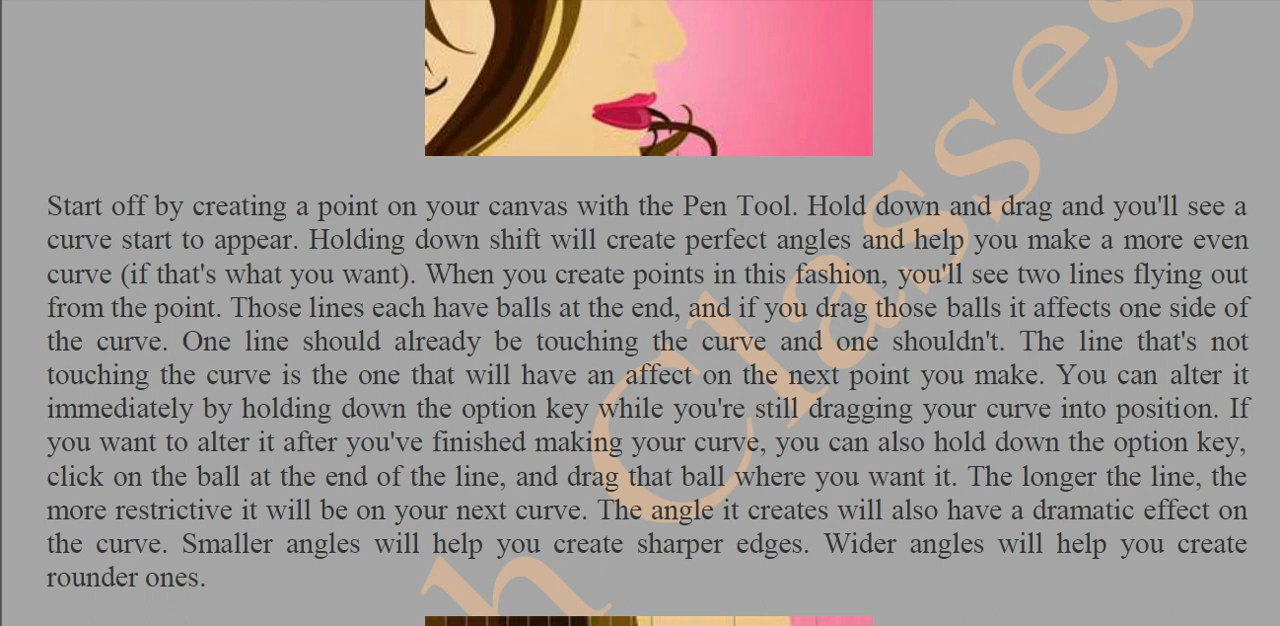 Start off by creating a point on your canvas with the Pen Tool. Hold down and drag and you'll see a
curve start to appear. Holding down shift will create perfect angles and help you make a more even
curve (if that's what you want). When you create points in this fashion, you'll see two lines flying out
from the point. Those lines each have balls at the end, and if you drag those balls it affects one side of
the curve. One line should already be touching the curve and one shouldn't. The line that's not
touching the curve is the one that will have an affect on the next point you make. You can alter it
immediately by holding down the option key while you're still dragging your curve into position. If
you want to alter it after you've finished making your curve, you can also hold down the option key,
click on the ball at the end of the line, and drag that ball where you want it. The longer the line, the
more restrictive it will be on your next curve. The angle it creates will also have a dramatic effect on
the curve. Smaller angles will help you create sharper edges. Wider angles will help you create
rounder ones.
h Classes